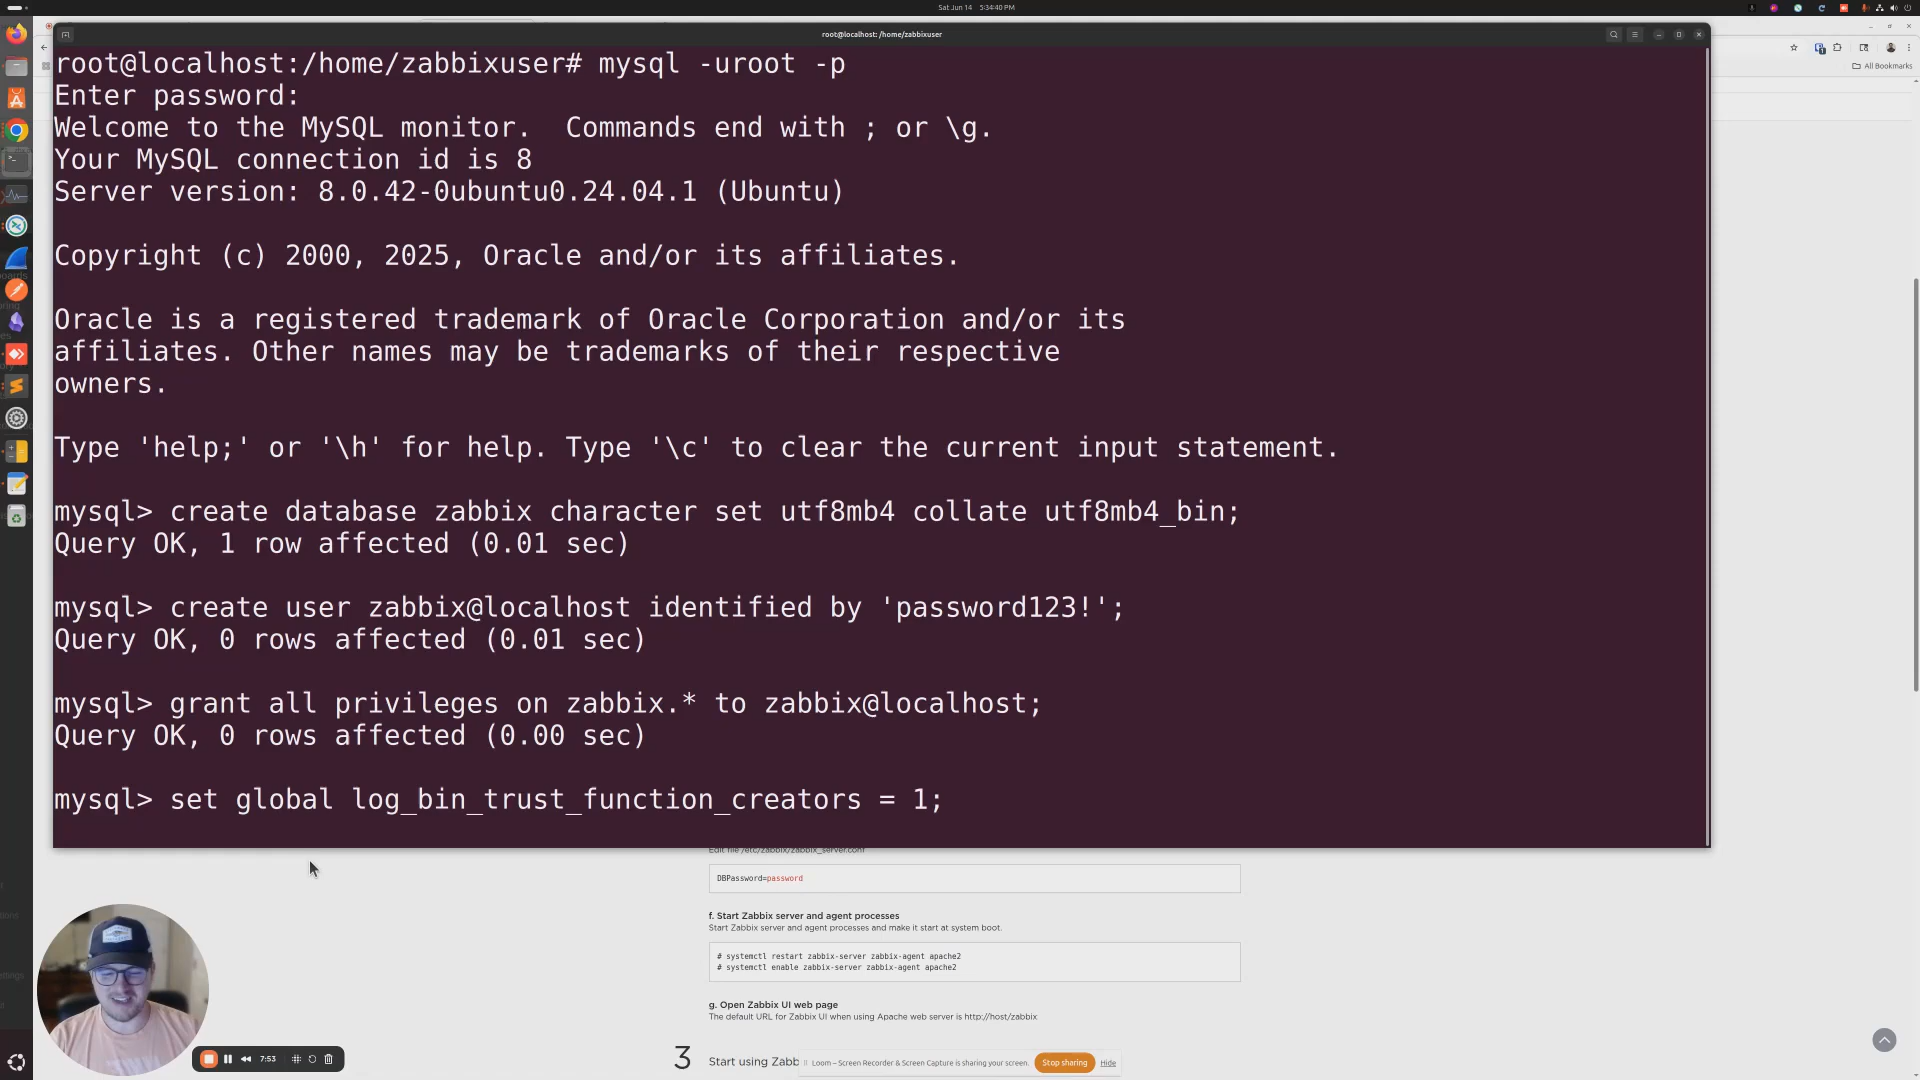 Sat Jun 14 5:34:40 PM
root@localhost: /home/zabbixuser
All Bookmarks
root@localhost:/home/zabbixuser# mysql -uroot -p
Enter password:
Welcome to the MySQL monitor.  Commands end with ; or \g.
Your MySQL connection id is 8
Server version: 8.0.42-0ubuntu0.24.04.1 (Ubuntu)
Copyright (c) 2000, 2025, Oracle and/or its affiliates.
Oracle is a registered trademark of Oracle Corporation and/or its
affiliates. Other names may be trademarks of their respective
owners.
Type 'help;' or '\h' for help. Type '\c' to clear the current input statement.
mysql> create database zabbix character set utf8mb4 collate utf8mb4_bin;
Query OK, 1 row affected (0.01 sec)
mysql> create user zabbix@localhost identified by 'password123!';
Query OK, 0 rows affected (0.01 sec)
mysql> grant all privileges on zabbix.* to zabbix@localhost;
Query OK, 0 rows affected (0.00 sec)
mysql> set global log_bin_trust_function_creators = 1;
Edit file /etc/zabbix/zabbix_server.conf
DBPassword=password
f. Start Zabbix server and agent processes
Start Zabbix server and agent processes and make it start at system boot.
# systemctl restart zabbix-server zabbix-agent apache2
# systemctl enable zabbix-server zabbix-agent apache2
g. Open Zabbix UI web page
The default URL for Zabbix UI when using Apache web server is http://host/zabbix
3 Start using Zabb
Loom – Screen Recorder & Screen Capture is sharing your screen. Stop sharing Hide
7:53